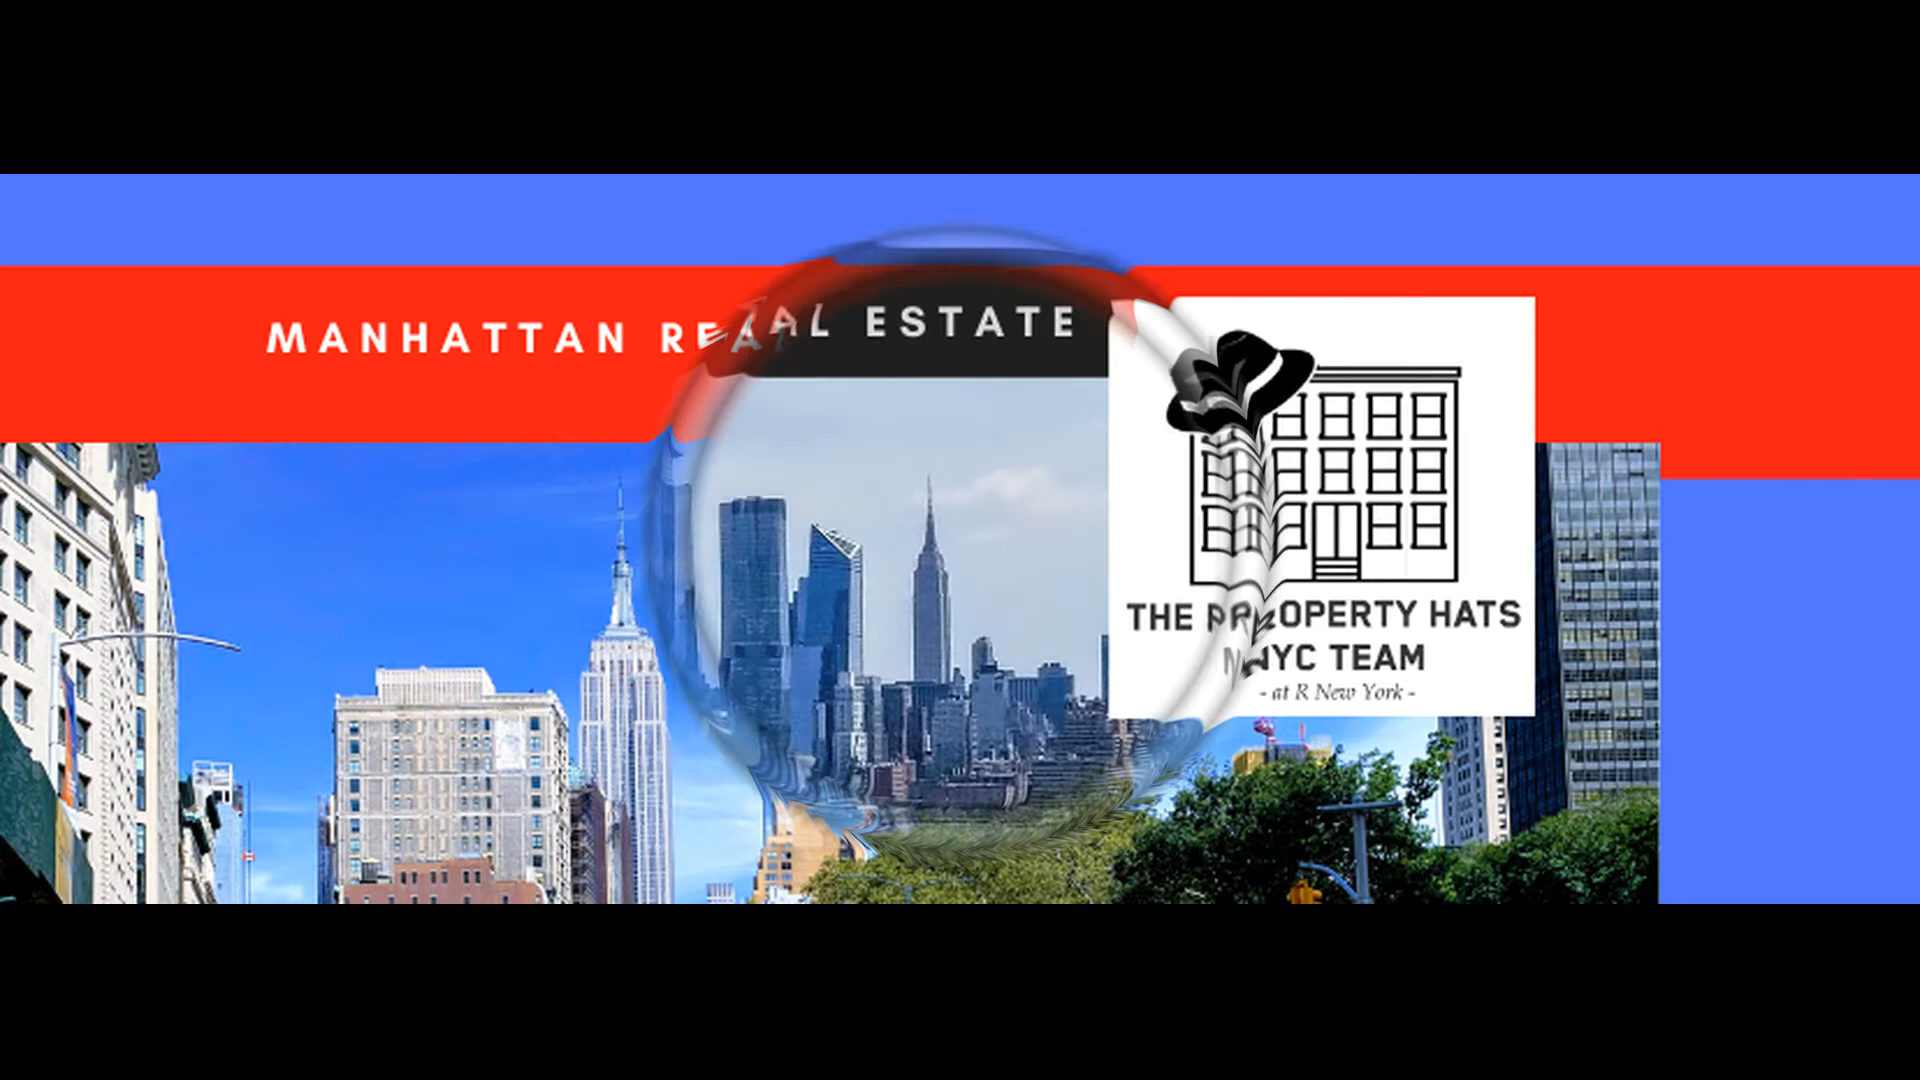 MANHATTAN REAL ESTATE
THE PROPERTY HATS
NYC TEAM
- at R New York -